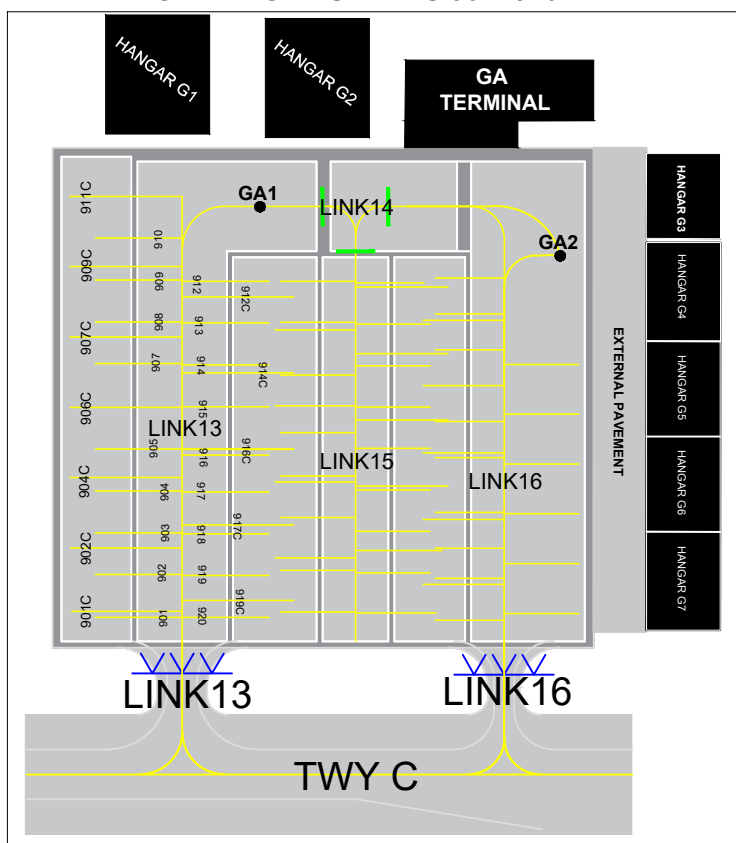 HANGAR G1
HANGAR G2
GA
TERMINAL
HANGAR G3
HANGAR G4
HANGAR G5
HANGAR G6
HANGAR G7
EXTERNAL PAVEMENT
GA1
LINK14
GA2
911C
910
909C
909
912
912C
908
913
907C
907
914
914C
906C
915
LINK13
905
916
916C
LINK15
LINK16
904C
904
917
917C
903
918
902C
902
919
919C
901C
901
920
LINK13
LINK16
TWY C